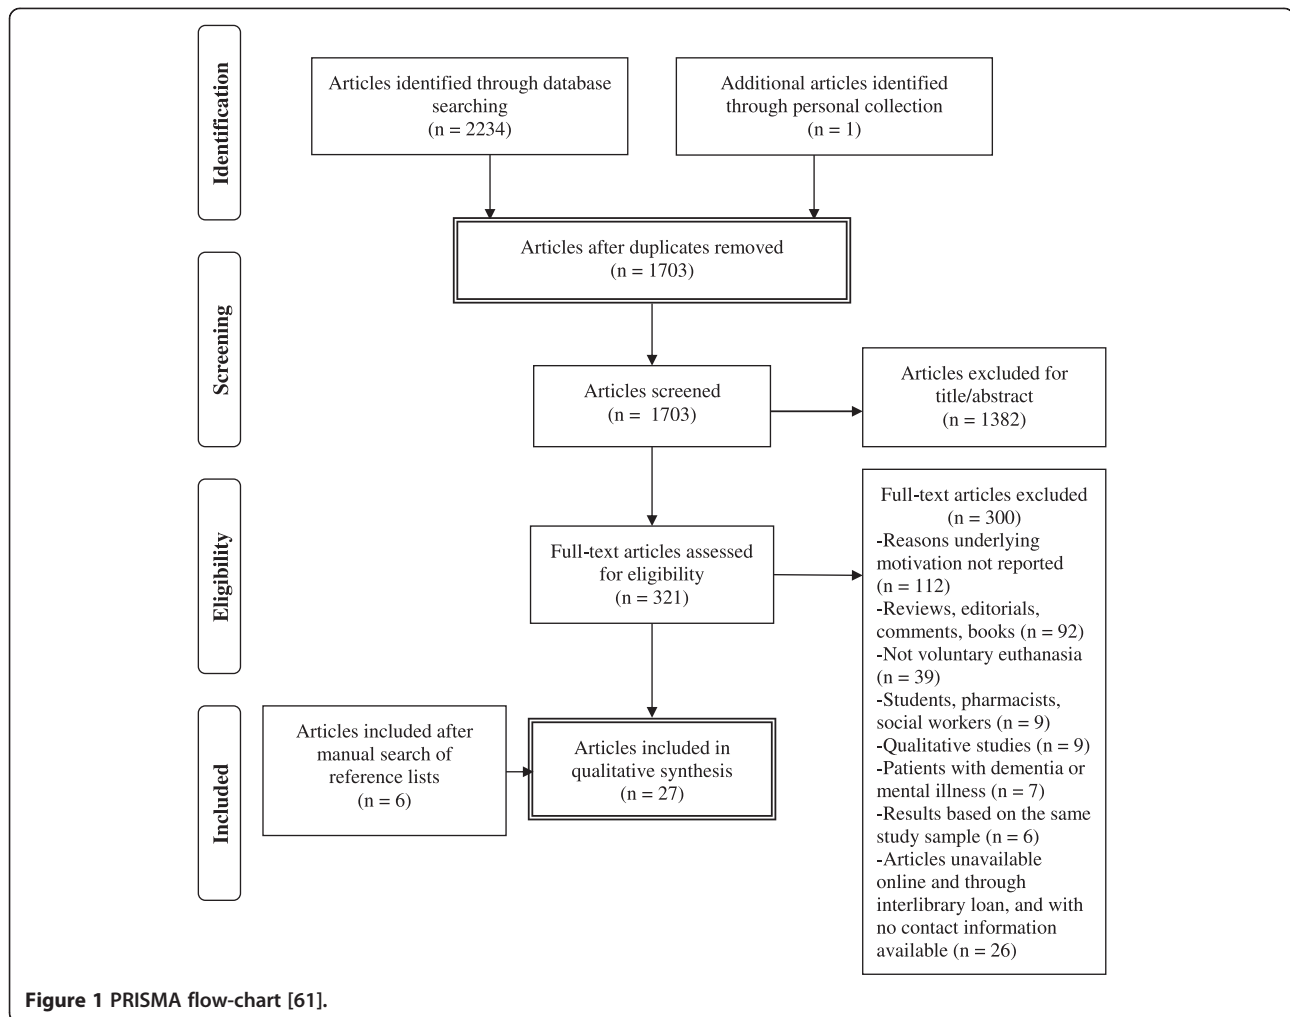 Identification
Articles identified through database
searching
(n = 2234)
Additional articles identified
through personal collection
(n = 1)
Articles after duplicates removed
(n = 1703)
Screening
Articles screened
(n = 1703)
Articles excluded for
title/abstract
(n = 1382)
Eligibility
Full-text articles assessed
for eligibility
(n = 321)
Full-text articles excluded
(n = 300)
-Reasons underlying
motivation not reported
(n = 112)
-Reviews, editorials,
comments, books (n = 92)
-Not voluntary euthanasia
(n = 39)
-Students, pharmacists,
social workers (n = 9)
-Qualitative studies (n = 9)
-Patients with dementia or
mental illness (n = 7)
-Results based on the same
study sample (n = 6)
-Articles unavailable
online and through
interlibrary loan, and with
no contact information
available (n = 26)
Included
Articles included after
manual search of
reference lists
(n = 6)
Articles included in
qualitative synthesis
(n = 27)
Figure 1 PRISMA flow-chart [61].